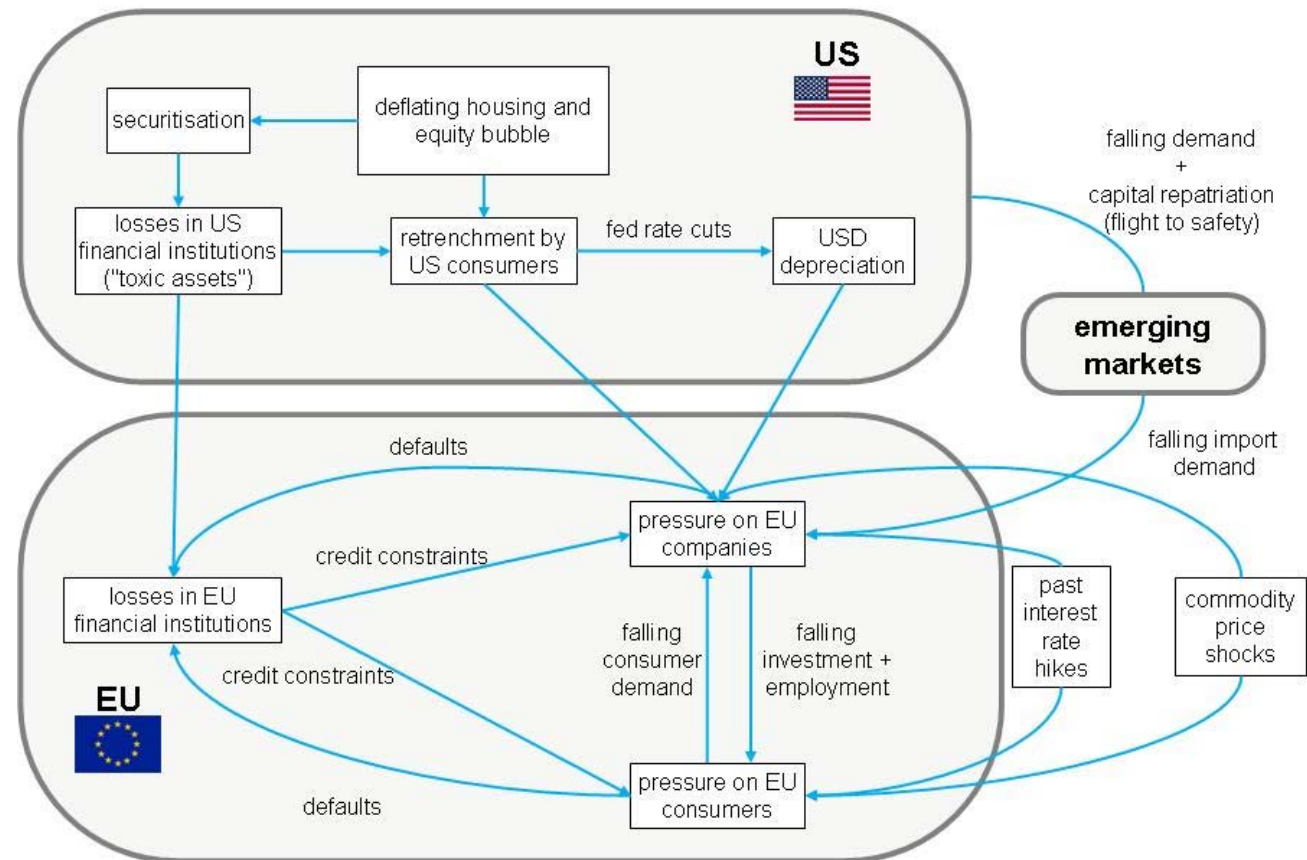 US
securitisation
deflating housing and
equity bubble
falling demand
+
capital repatriation
(flight to safety)
losses in US
financial institutions
("toxic assets")
retrenchment by
US consumers
fed rate cuts
USD
depreciation
emerging
markets
defaults
falling import
demand
pressure on EU
companies
credit constraints
losses in EU
financial institutions
past
interest
rate
hikes
commodity
price
shocks
falling
consumer
demand
falling
investment +
employment
credit constraints
EU
pressure on EU
consumers
defaults